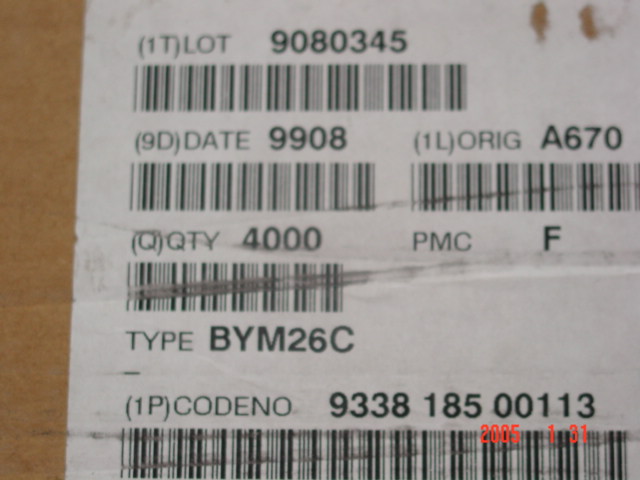 (1T)LOT 9080345
(9D)DATE 9908 (1L)ORIG A670
(Q)QTY 4000 PMC F
TYPE BYM26C
(1P)CODENO 9338 185 00113
2005 1 31